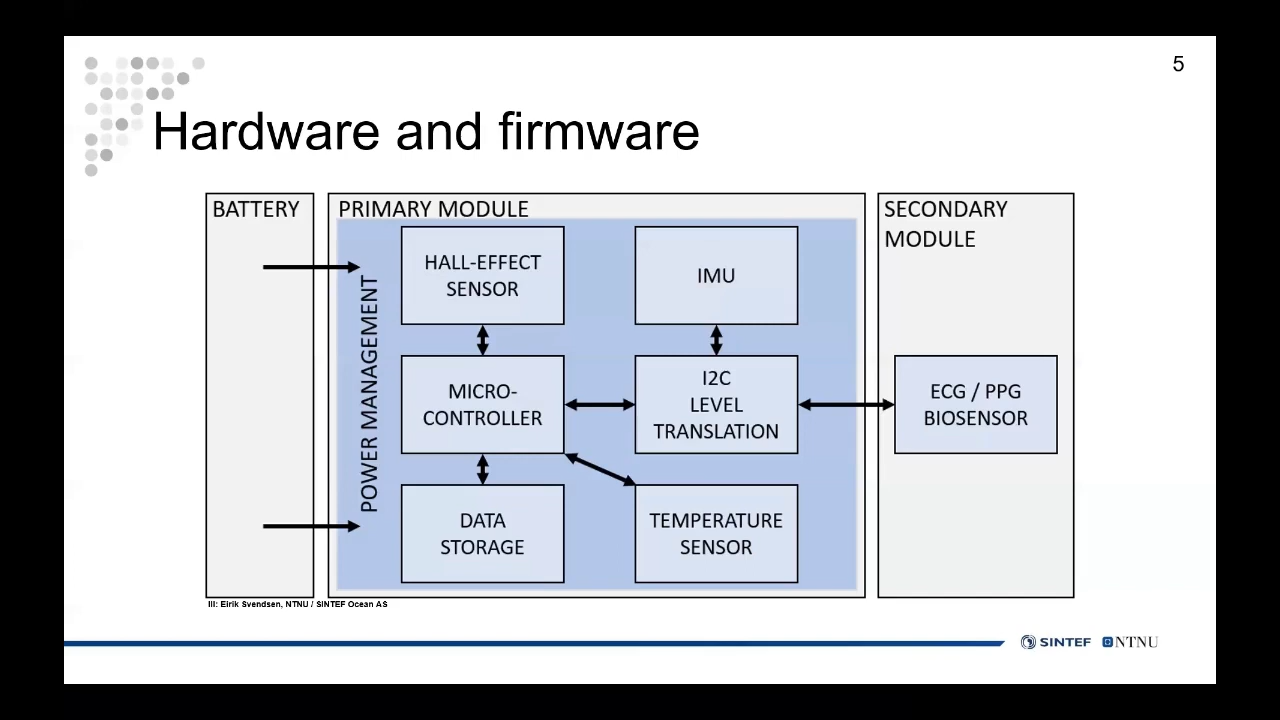 5
Hardware and firmware
BATTERY
PRIMARY MODULE
SECONDARY
MODULE
POWER MANAGEMENT
HALL-EFFECT
SENSOR
IMU
MICRO-
CONTROLLER
I2C
LEVEL
TRANSLATION
ECG / PPG
BIOSENSOR
DATA
STORAGE
TEMPERATURE
SENSOR
Ill: Eirik Svendsen, NTNU / SINTEF Ocean AS
SINTEF
NTNU